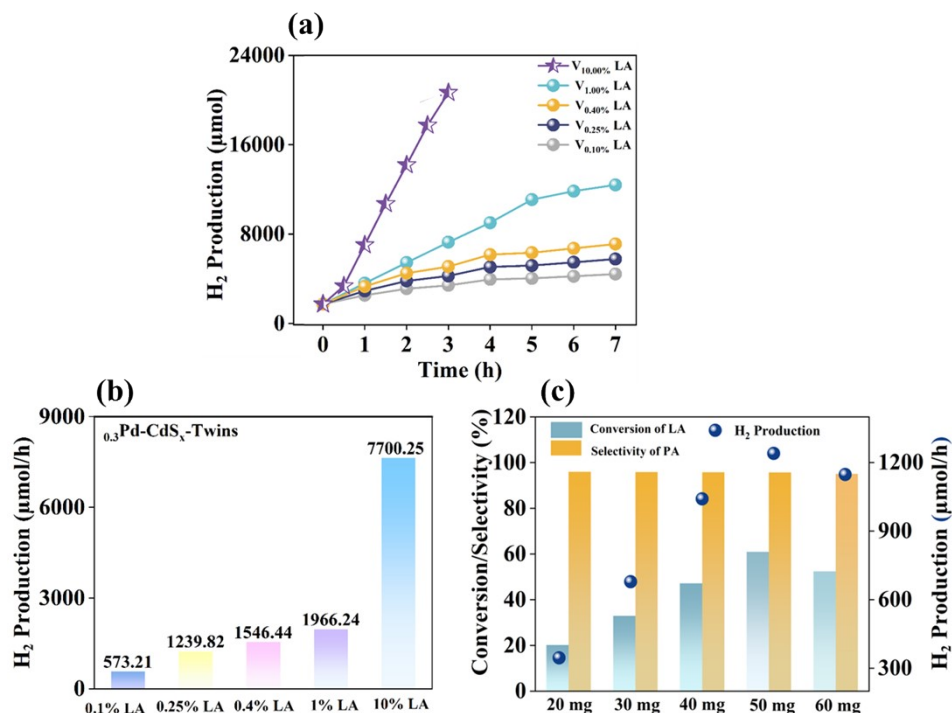 (a)
24000
16000
8000
0
H₂ Production (μmol)
V₁₀,₀₀% LA
V₁.₀₀% LA
V₀.₄₀% LA
V₀.₂₅% LA
V₀.₁₀% LA
0 1 2 3 4 5 6 7
Time (h)
(b)
9000
6000
3000
0
H₂ Production (μmol/h)
₀.₃Pd-CdSₓ-Twins
573.21
1239.82
1546.44
1966.24
7700.25
0.1% LA 0.25% LA 0.4% LA 1% LA 10% LA
(c)
120
100
80
60
40
20
0
Conversion/Selectivity (%)
Conversion of LA
Selectivity of PA
H₂ Production
1200
900
600
300
H₂ Production (μmol/h)
20 mg 30 mg 40 mg 50 mg 60 mg